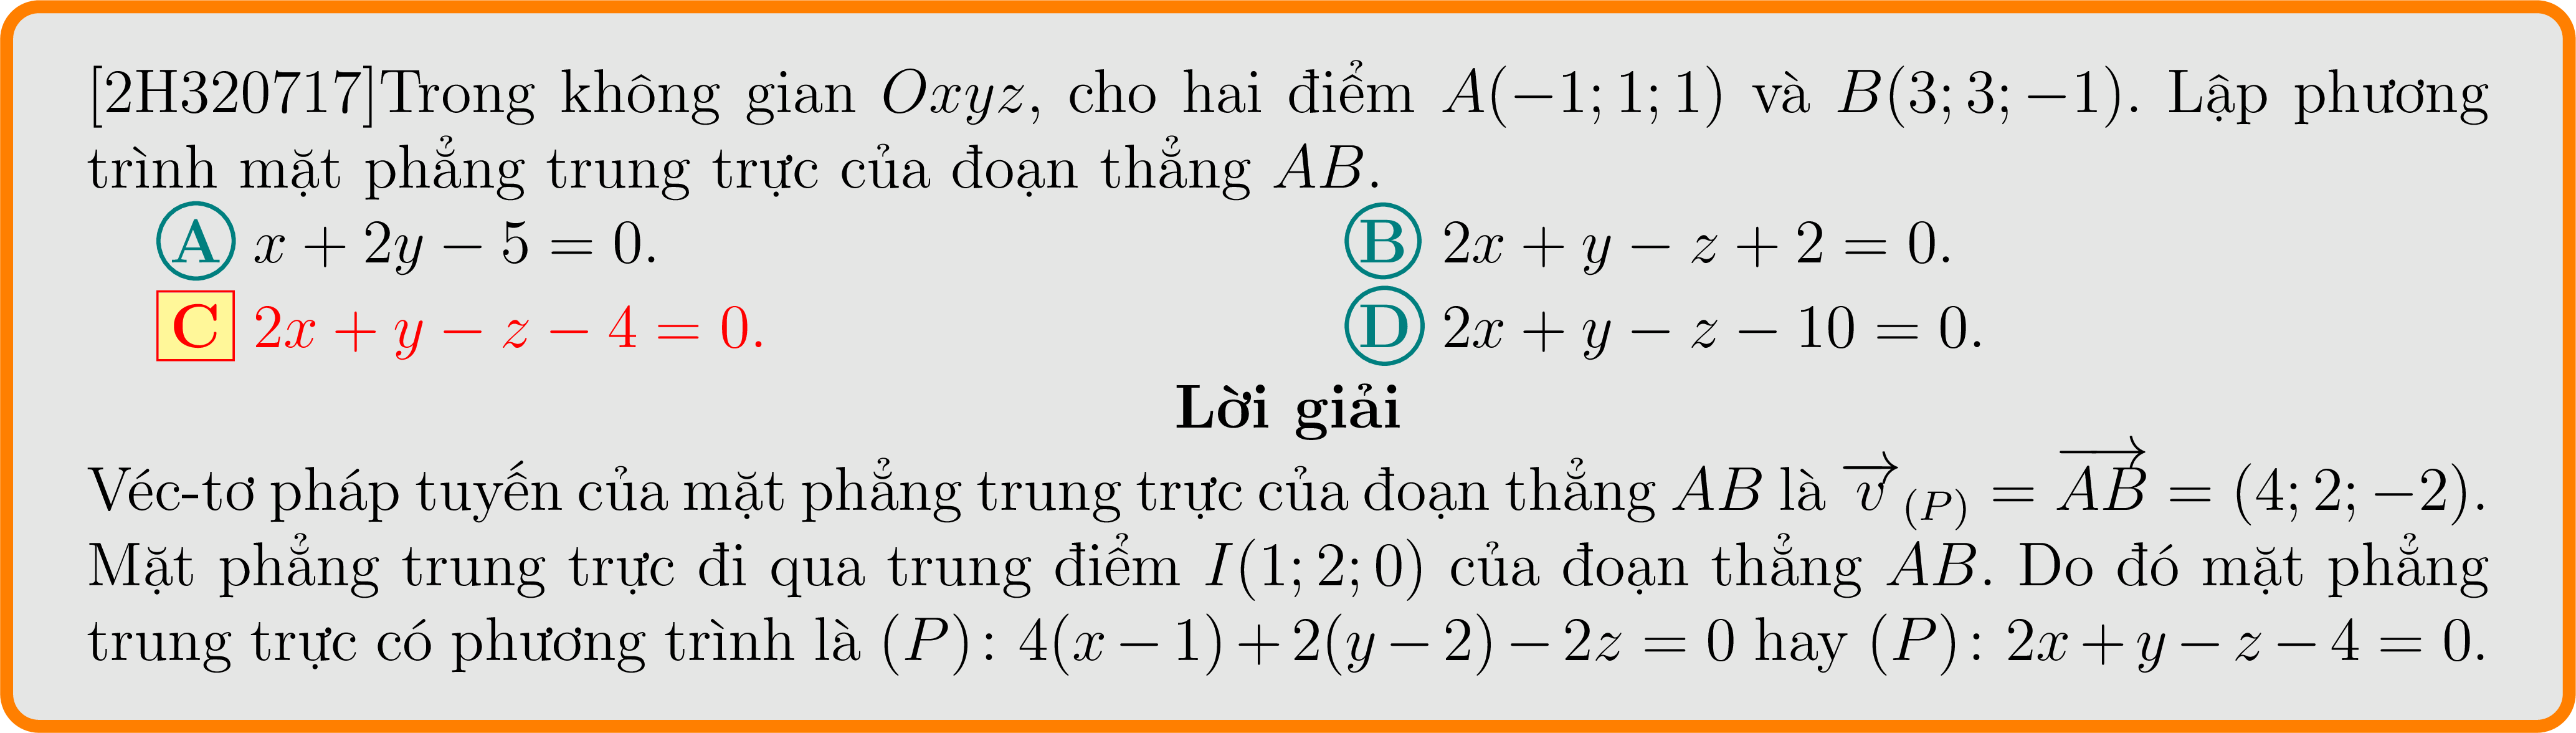 [2H320717]Trong không gian Oxyz, cho hai điểm A(−1; 1; 1) và B(3; 3; −1). Lập phương
trình mặt phẳng trung trực của đoạn thẳng AB.
A x + 2y − 5 = 0.
B 2x + y − z + 2 = 0.
C 2x + y − z − 4 = 0.
D 2x + y − z − 10 = 0.
Lời giải
Véc-tơ pháp tuyến của mặt phẳng trung trực của đoạn thẳng AB là \overrightarrow{v}_{(P)} = \overrightarrow{AB} = (4; 2; −2).
Mặt phẳng trung trực đi qua trung điểm I(1; 2; 0) của đoạn thẳng AB. Do đó mặt phẳng
trung trực có phương trình là (P): 4(x − 1) + 2(y − 2) − 2z = 0 hay (P): 2x + y − z − 4 = 0.